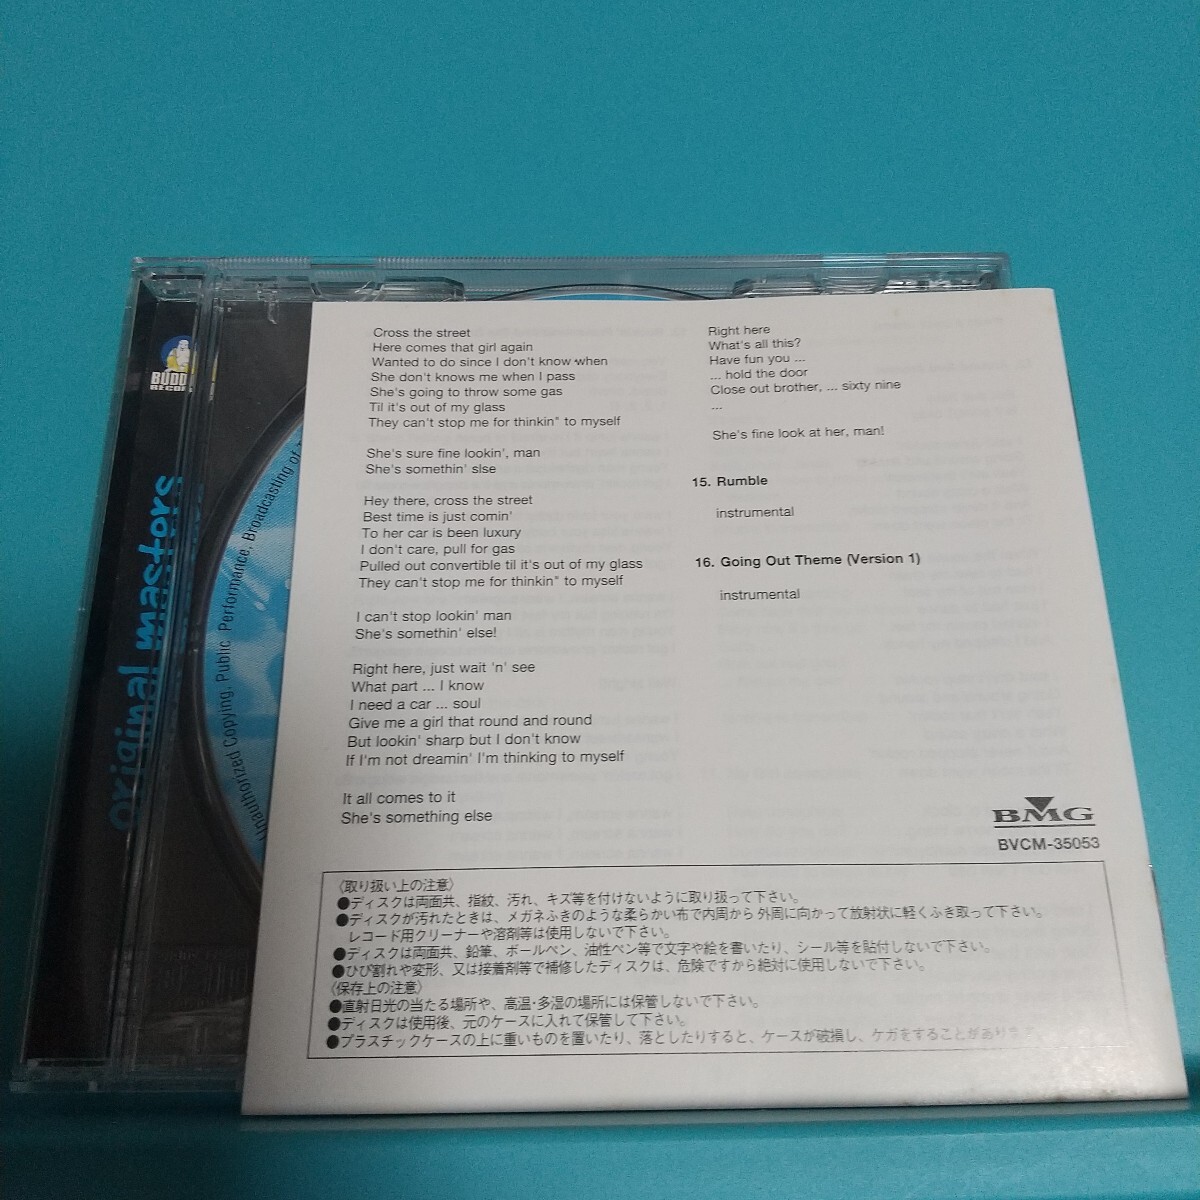 BUDD
RECOR
original masters
Unauthorized Copying, Public Performance, Broadcasting of
Cross the street
Here comes that girl again
Wanted to do since I don't know when
She don't knows me when I pass
She's going to throw some gas
Til it's out of my glass
They can't stop me for thinkin" to myself
She's sure fine lookin', man
She's somethin' slse
Hey there, cross the street
Best time is just comin'
To her car is been luxury
I don't care, pull for gas
Pulled out convertible til it's out of my glass
They can't stop me for thinkin" to myself
I can't stop lookin' man
She's somethin' else!
Right here, just wait 'n' see
What part ... I know
I need a car ... soul
Give me a girl that round and round
But lookin' sharp but I don't know
If I'm not dreamin' I'm thinking to myself
It all comes to it
She's something else
Right here
What's all this?
Have fun you ...
... hold the door
Close out brother, ... sixty nine
...
She's fine look at her, man!
15. Rumble
instrumental
16. Going Out Theme (Version 1)
instrumental
BMG
BVCM-35053
〈取り扱い上の注意〉
●ディスクは両面共、指紋、汚れ、キズ等を付けないように取り扱って下さい。
●ディスクが汚れたときは、メガネふきのような柔らかい布で内周から外周に向かって放射状に軽くふき取って下さい。
レコード用クリーナーや溶剤等は使用しないで下さい。
●ディスクは両面共、鉛筆、ボールペン、油性ペン等で文字や絵を書いたり、シール等を貼付しないで下さい。
●ひび割れや変形、又は接着剤等で補修したディスクは、危険ですから絶対に使用しないで下さい。
〈保存上の注意〉
●直射日光の当たる場所や、高温・多湿の場所には保管しないで下さい。
●ディスクは使用後、元のケースに入れて保管して下さい。
●プラスチックケースの上に重いものを置いたり、落としたりすると、ケースが破損し、ケガをすることがあります